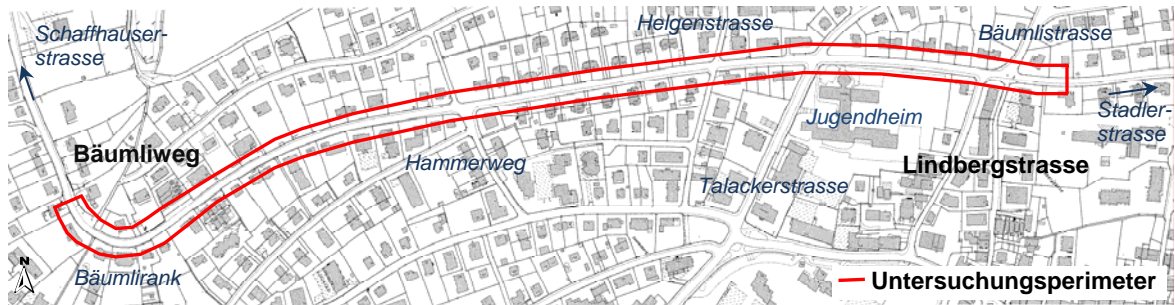 Schaffhauser-
strasse
Helgenstrasse
Bäumlistrasse
Stadler-
strasse
Jugendheim
Bäumliweg
Hammerweg
Lindbergstrasse
Talackerstrasse
Bäumlirank
N
Untersuchungsperimeter